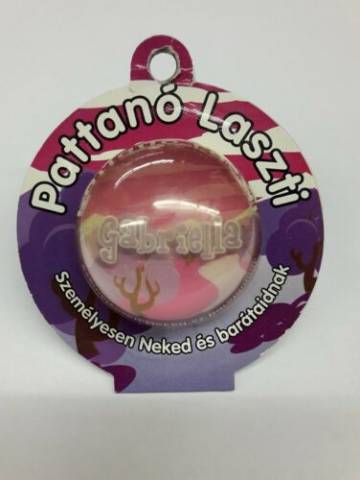 Pattanó Laszti
Gabriella
Személyesen Neked és barátaidnak